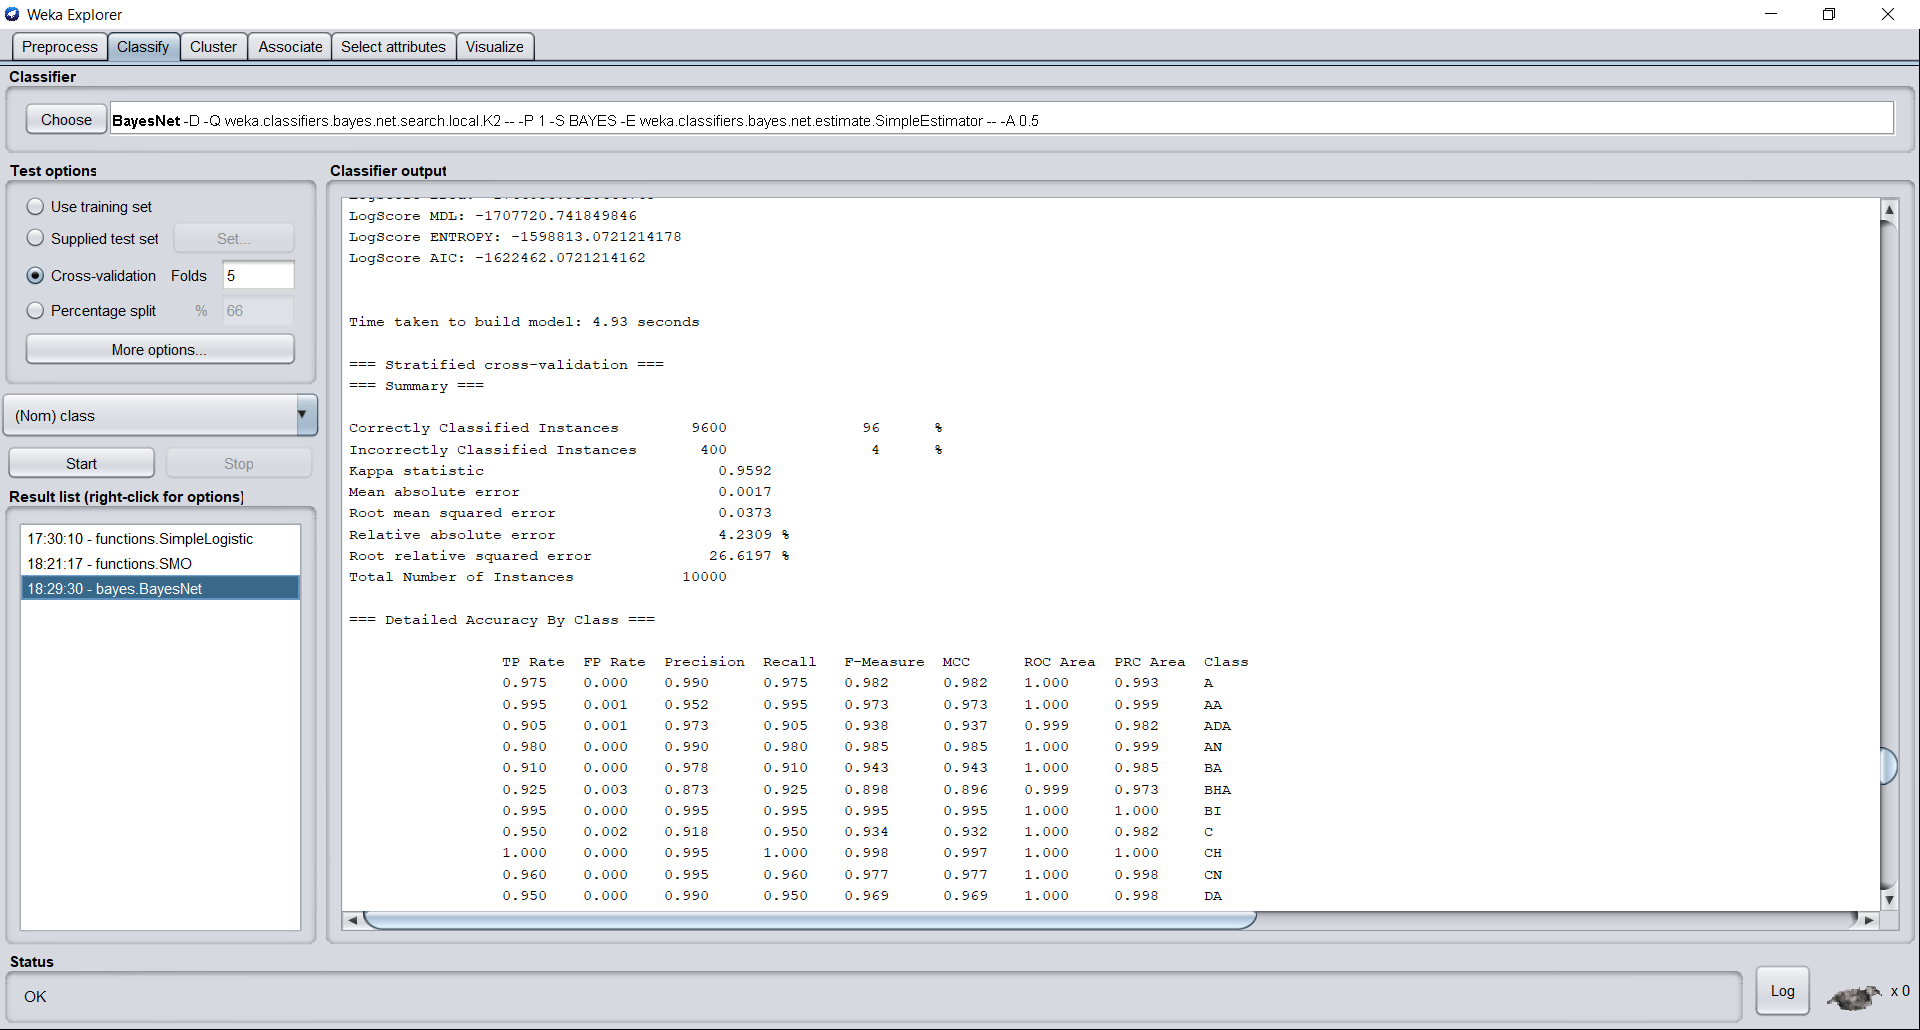 Weka Explorer
Preprocess Classify Cluster Associate Select attributes Visualize
Classifier
Choose BayesNet -D -Q weka.classifiers.bayes.net.search.local.K2 -- -P 1 -S BAYES -E weka.classifiers.bayes.net.estimate.SimpleEstimator -- -A 0.5
Test options
Use training set
Supplied test set Set...
Cross-validation Folds 5
Percentage split % 66
More options...
(Nom) class
Start Stop
Result list (right-click for options)
17:30:10 - functions.SimpleLogistic
18:21:17 - functions.SMO
18:29:30 - bayes.BayesNet
Classifier output
LogScore MDL: -1707720.741849846
LogScore ENTROPY: -1598813.0721214178
LogScore AIC: -1622462.0721214162
Time taken to build model: 4.93 seconds
=== Stratified cross-validation ===
=== Summary ===
Correctly Classified Instances 9600 96 %
Incorrectly Classified Instances 400 4 %
Kappa statistic 0.9592
Mean absolute error 0.0017
Root mean squared error 0.0373
Relative absolute error 4.2309 %
Root relative squared error 26.6197 %
Total Number of Instances 10000
=== Detailed Accuracy By Class ===
TP Rate FP Rate Precision Recall F-Measure MCC ROC Area PRC Area Class
0.975 0.000 0.990 0.975 0.982 0.982 1.000 0.993 A
0.995 0.001 0.952 0.995 0.973 0.973 1.000 0.999 AA
0.905 0.001 0.973 0.905 0.938 0.937 0.999 0.982 ADA
0.980 0.000 0.990 0.980 0.985 0.985 1.000 0.999 AN
0.910 0.000 0.978 0.910 0.943 0.943 1.000 0.985 BA
0.925 0.003 0.873 0.925 0.898 0.896 0.999 0.973 BHA
0.995 0.000 0.995 0.995 0.995 0.995 1.000 1.000 BI
0.950 0.002 0.918 0.950 0.934 0.932 1.000 0.982 C
1.000 0.000 0.995 1.000 0.998 0.997 1.000 1.000 CH
0.960 0.000 0.995 0.960 0.977 0.977 1.000 0.998 CN
0.950 0.000 0.990 0.950 0.969 0.969 1.000 0.998 DA
Status
OK
Log x 0